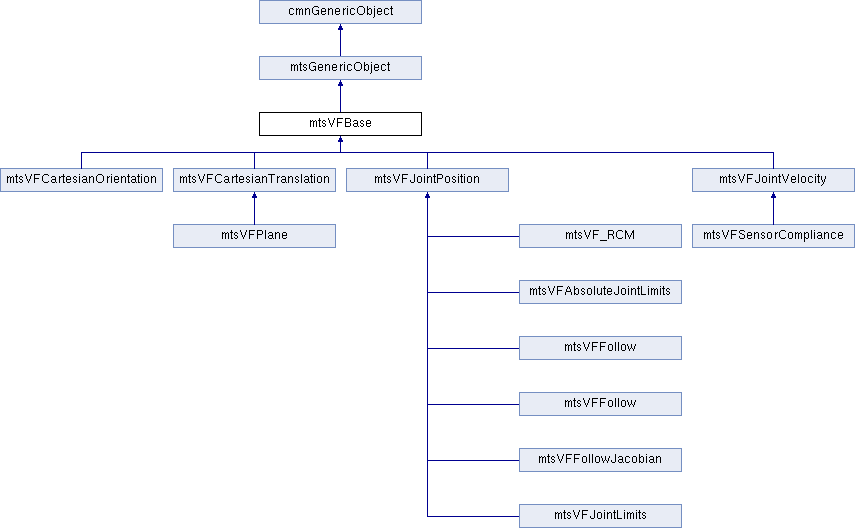 cmnGenericObject
mtsGenericObject
mtsVFBase
mtsVFCartesianOrientation
mtsVFCartesianTranslation
mtsVFJointPosition
mtsVFJointVelocity
mtsVFPlane
mtsVF_RCM
mtsVFSensorCompliance
mtsVFAbsoluteJointLimits
mtsVFFollow
mtsVFFollow
mtsVFFollowJacobian
mtsVFJointLimits